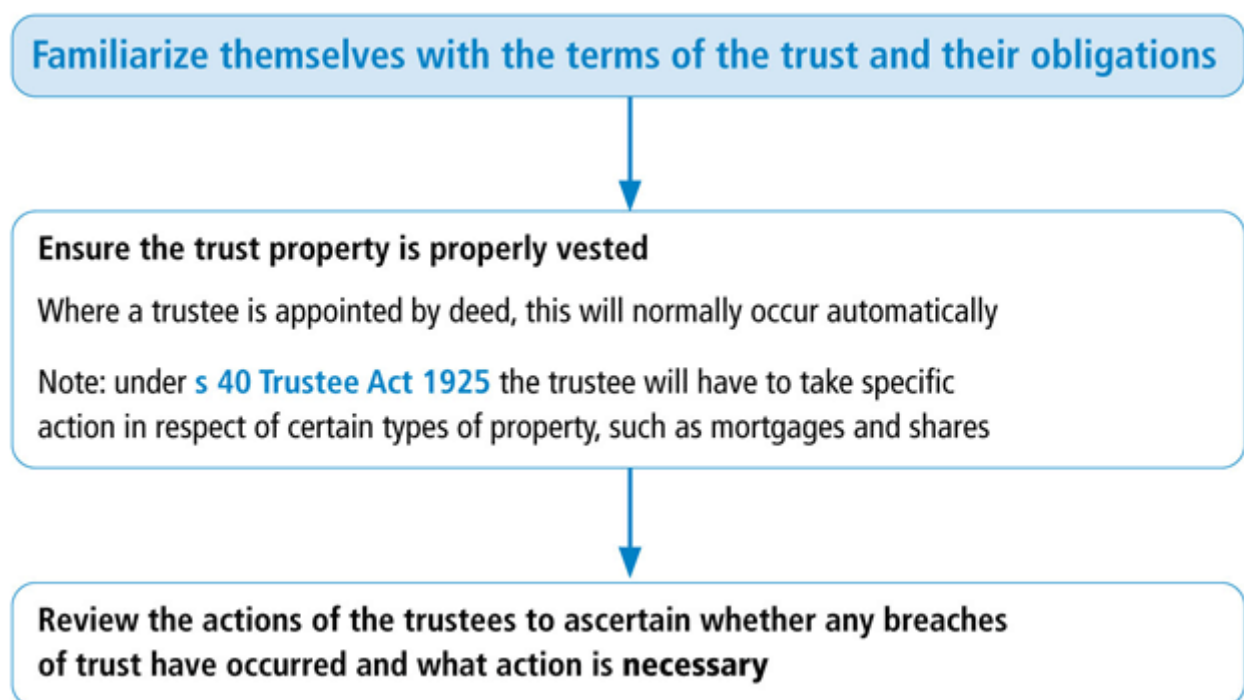 Familiarize themselves with the terms of the trust and their obligations
Ensure the trust property is properly vested
Where a trustee is appointed by deed, this will normally occur automatically
Note: under s 40 Trustee Act 1925 the trustee will have to take specific
action in respect of certain types of property, such as mortgages and shares
Review the actions of the trustees to ascertain whether any breaches
of trust have occurred and what action is necessary